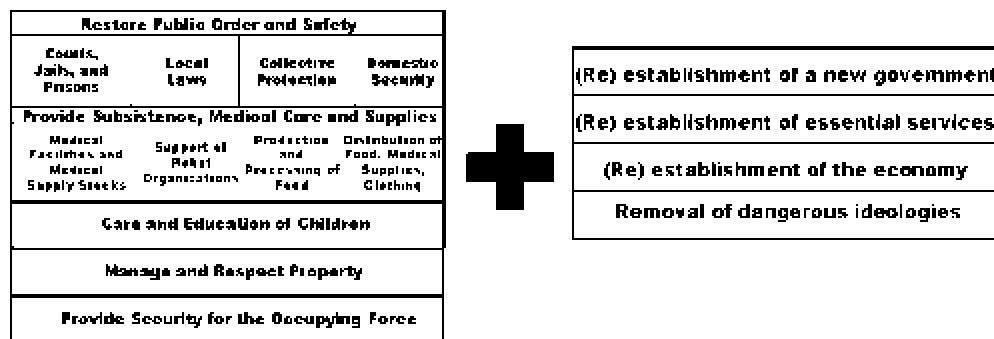 Restore Public Order and Safety
Courts,
Jails, and
Prisons
Local
Laws
Collective
Protection
Domestic
Security
Provide Subsistence, Medical Care and Supplies
Medical
Facilities and
Medical
Supply Stocks
Support of
Relief
Organizations
Production
and
Processing of
Food
Distribution of
Food, Medical
Supplies,
Clothing
Care and Education of Children
Manage and Respect Property
Provide Security for the Occupying Force
(Re) establishment of a new government
(Re) establishment of essential services
(Re) establishment of the economy
Removal of dangerous ideologies